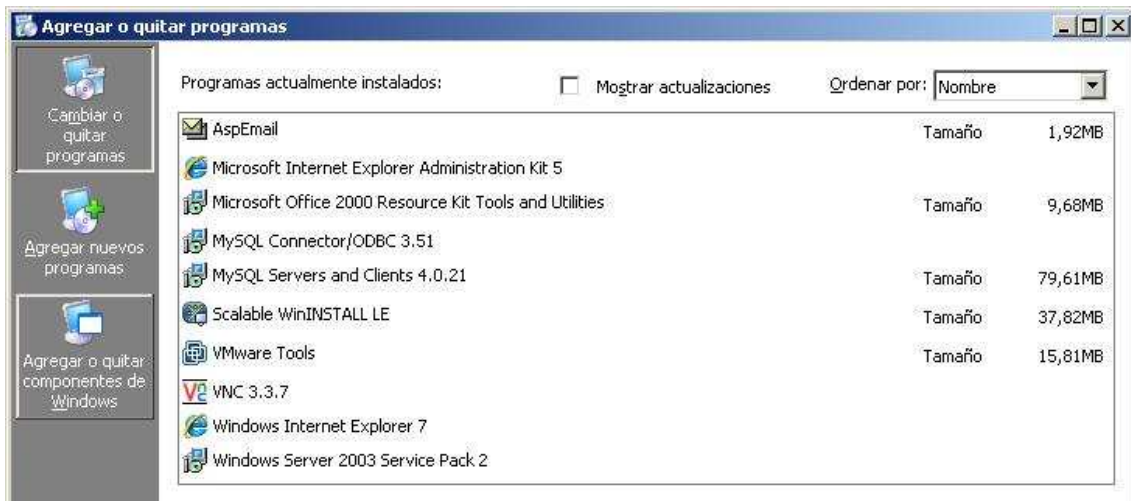 Agregar o quitar programas
Cambiar o
quitar
programas
Agregar nuevos
programas
Agregar o quitar
componentes de
Windows
Programas actualmente instalados:
Mostrar actualizaciones
Ordenar por: Nombre
AspEmail Tamaño 1,92MB
Microsoft Internet Explorer Administration Kit 5
Microsoft Office 2000 Resource Kit Tools and Utilities Tamaño 9,68MB
MySQL Connector/ODBC 3.51
MySQL Servers and Clients 4.0.21 Tamaño 79,61MB
Scalable WinINSTALL LE Tamaño 37,82MB
VMware Tools Tamaño 15,81MB
VNC 3.3.7
Windows Internet Explorer 7
Windows Server 2003 Service Pack 2